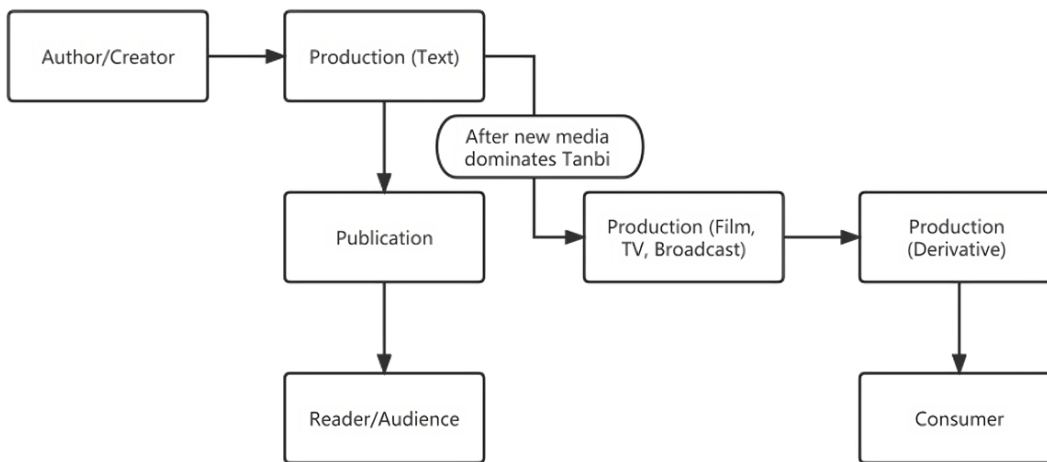 Author/Creator
Production (Text)
After new media
dominates Tanbi
Publication
Production (Film,
TV, Broadcast)
Production
(Derivative)
Reader/Audience
Consumer